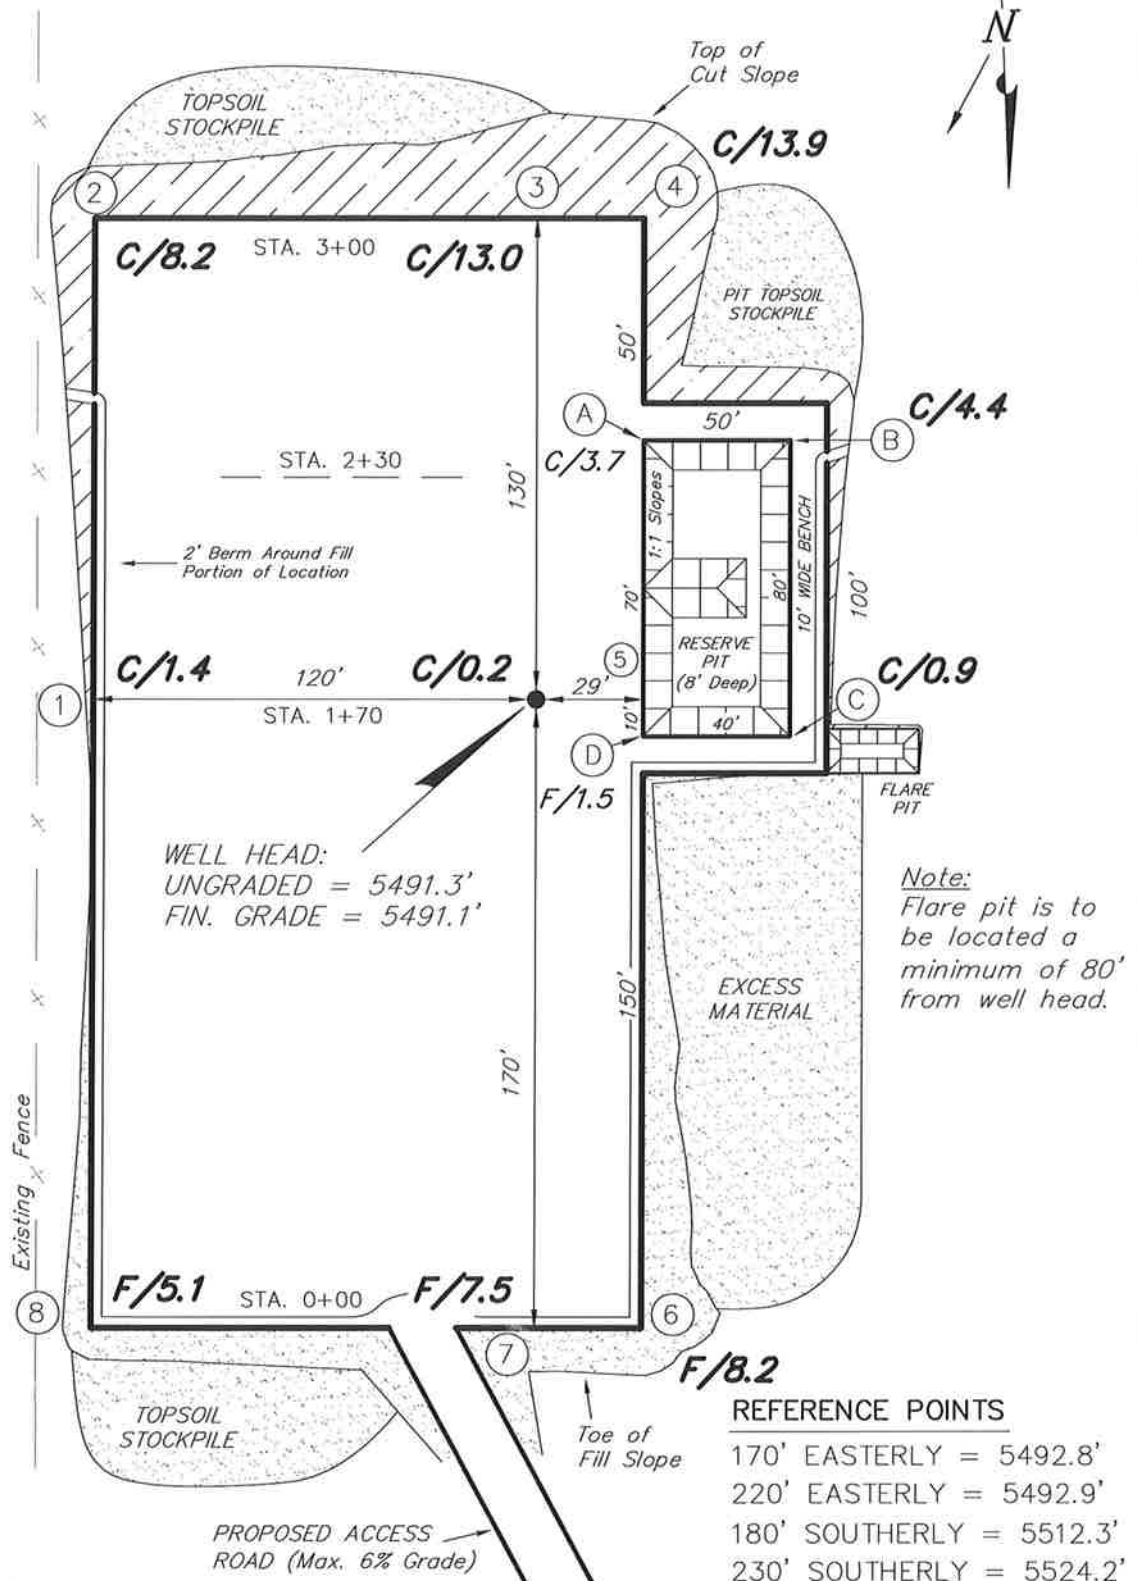 N
Top of
Cut Slope
TOPSOIL
STOCKPILE
C/13.9
2
3
4
C/8.2
STA. 3+00
C/13.0
PIT TOPSOIL
STOCKPILE
50'
A
50'
C/4.4
B
C/3.7
STA. 2+30
130'
1:1 Slopes
10' WIDE BENCH
2' Berm Around Fill
Portion of Location
70'
80'
100'
RESERVE
PIT
(8' Deep)
5
C/1.4
120'
C/0.2
29'
C/0.9
1
STA. 1+70
10'
40'
C
D
F/1.5
FLARE
PIT
WELL HEAD:
UNGRADED = 5491.3'
FIN. GRADE = 5491.1'
Note:
Flare pit is to
be located a
minimum of 80'
from well head.
EXCESS
MATERIAL
150'
170'
Existing Fence
F/5.1
STA. 0+00
F/7.5
8
6
7
F/8.2
TOPSOIL
STOCKPILE
Toe of
Fill Slope
PROPOSED ACCESS
ROAD (Max. 6% Grade)
REFERENCE POINTS
170' EASTERLY = 5492.8'
220' EASTERLY = 5492.9'
180' SOUTHERLY = 5512.3'
230' SOUTHERLY = 5524.2'